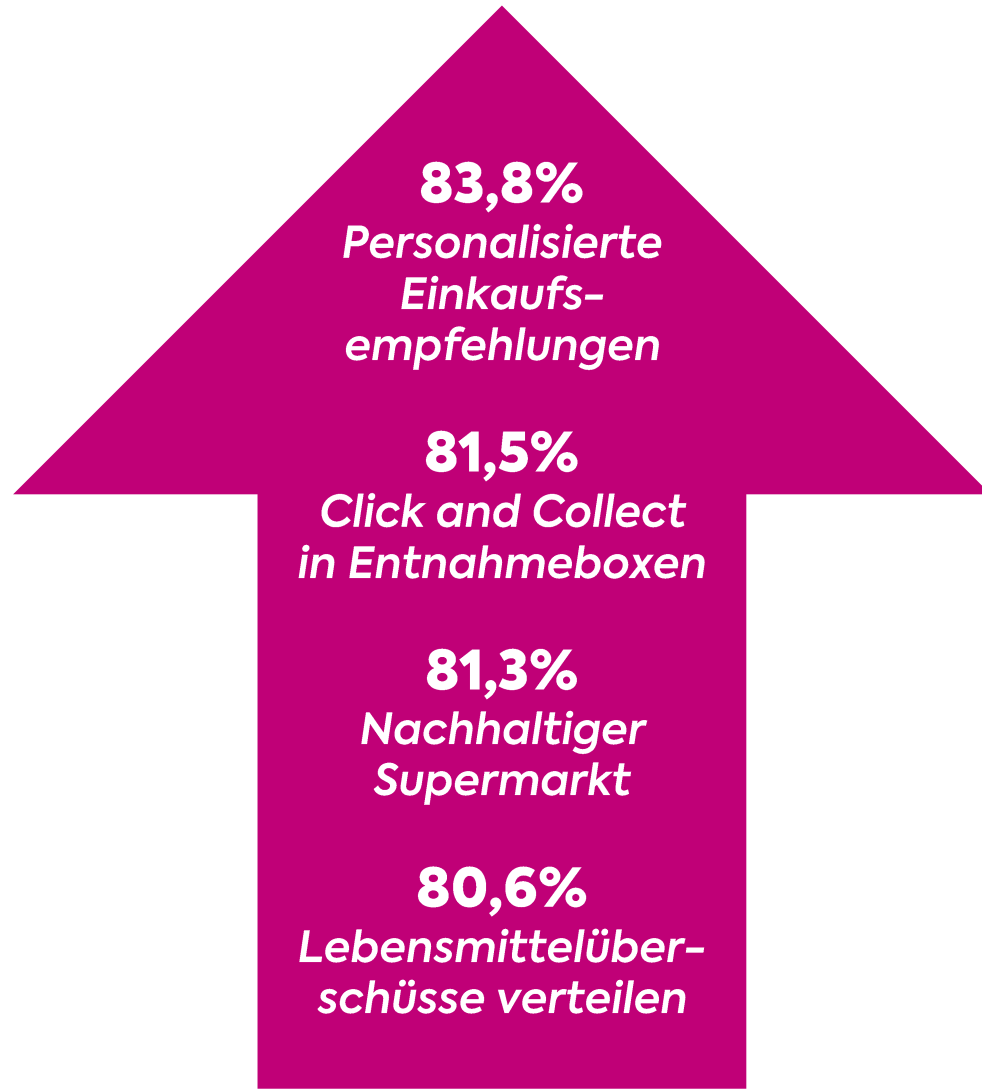 83,8%
Personalisierte
Einkaufs-
empfehlungen
81,5%
Click and Collect
in Entnahmeboxen
81,3%
Nachhaltiger
Supermarkt
80,6%
Lebensmittelüber-
schüsse verteilen